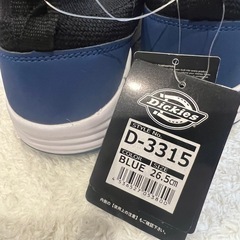 Dickies
STYLE No.
D-3315
COLOR SIZE
BLUE 26.5cm